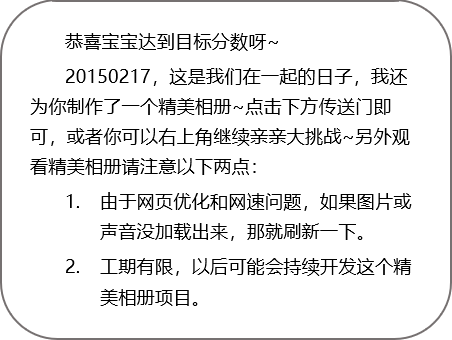 恭喜宝宝达到目标分数呀~
20150217，这是我们在一起的日子，我还
为你制作了一个精美相册~点击下方传送门即
可，或者你可以右上角继续亲亲大挑战~另外观
看精美相册请注意以下两点：
1. 由于网页优化和网速问题，如果图片或
声音没加载出来，那就刷新一下。
2. 工期有限，以后可能会持续开发这个精
美相册项目。